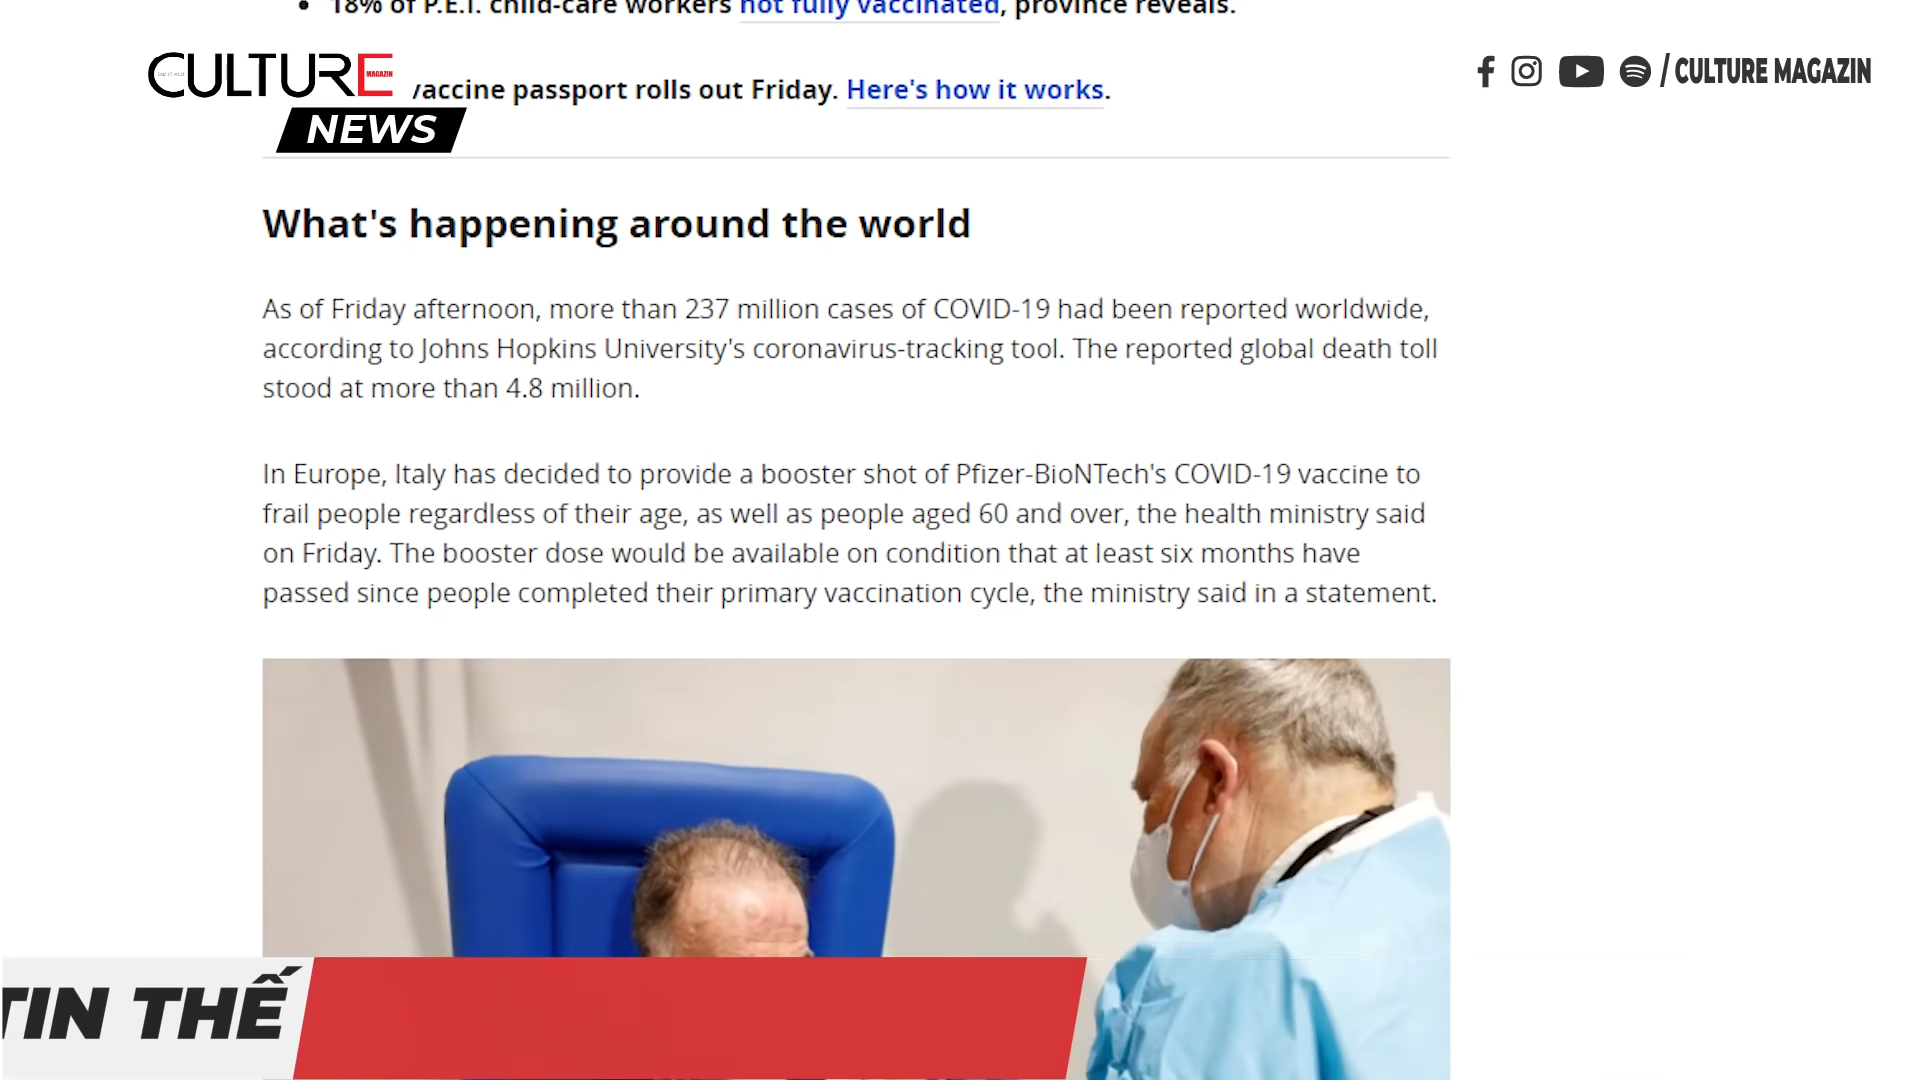 18% of P.E.I. child-care workers not fully vaccinated, province reveals.
CULTURE
MAGAZIN
NEWS
vaccine passport rolls out Friday. Here's how it works.
/ CULTURE MAGAZIN
What's happening around the world
As of Friday afternoon, more than 237 million cases of COVID-19 had been reported worldwide,
according to Johns Hopkins University's coronavirus-tracking tool. The reported global death toll
stood at more than 4.8 million.
In Europe, Italy has decided to provide a booster shot of Pfizer-BioNTech's COVID-19 vaccine to
frail people regardless of their age, as well as people aged 60 and over, the health ministry said
on Friday. The booster dose would be available on condition that at least six months have
passed since people completed their primary vaccination cycle, the ministry said in a statement.
TIN THẾ